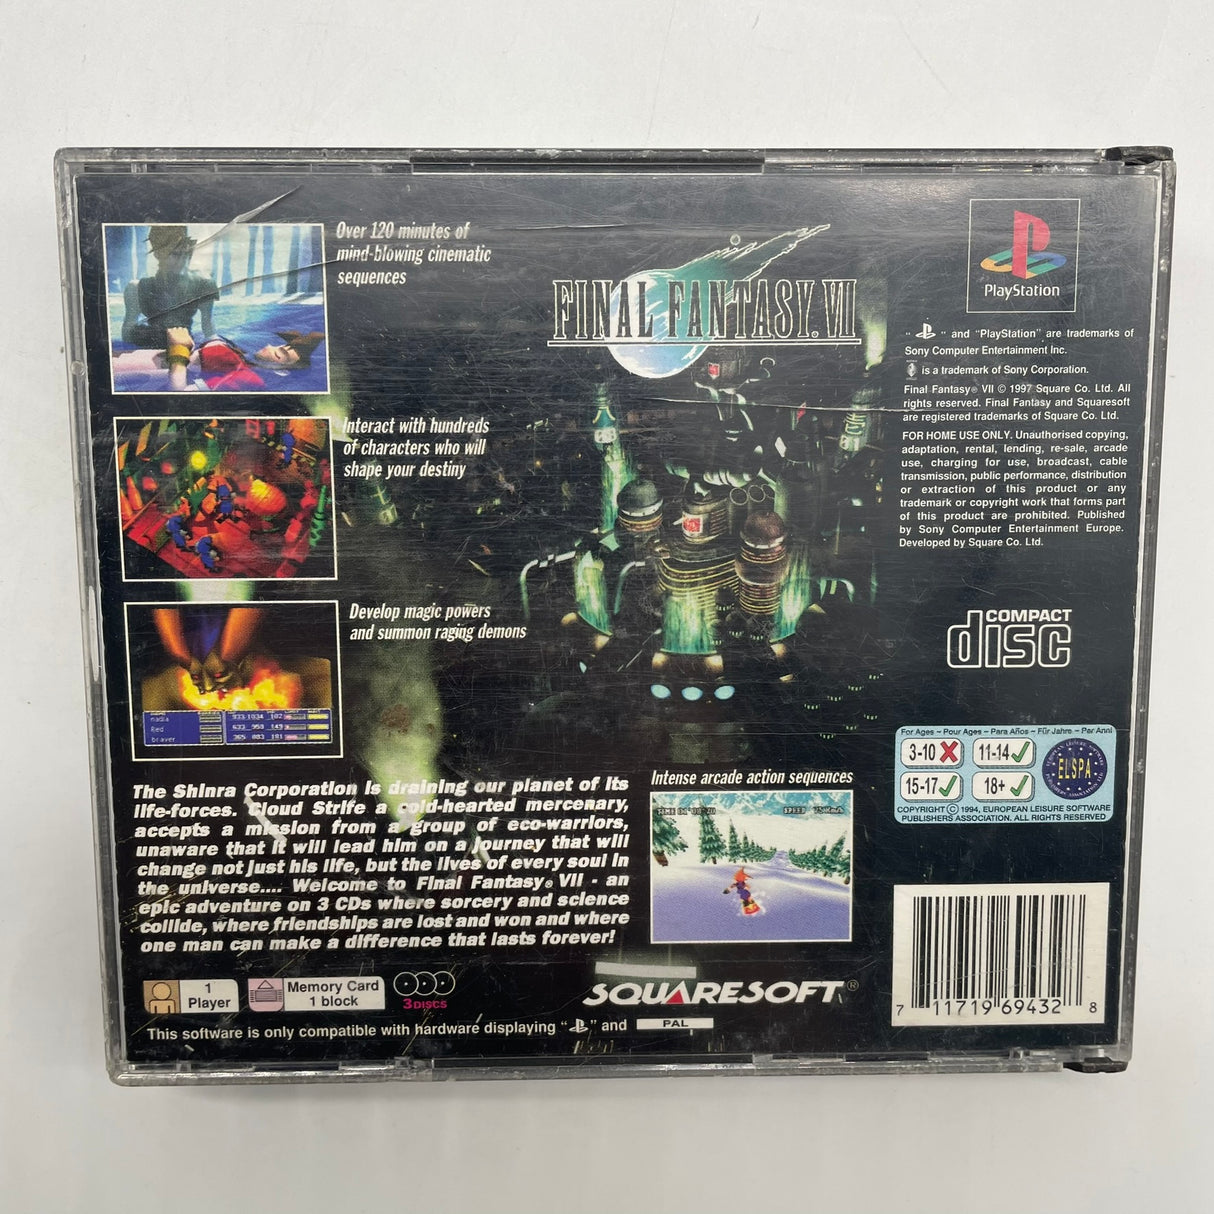 Over 120 minutes of
mind-blowing cinematic
sequences
Interact with hundreds
of characters who will
shape your destiny
Develop magic powers
and summon raging demons
nadia
Red
braver
FINAL FANTASY. VII
PlayStation
" " and "PlayStation" are trademarks of
Sony Computer Entertainment Inc.
is a trademark of Sony Corporation.
Final Fantasy® VII © 1997 Square Co. Ltd. All
rights reserved. Final Fantasy and Squaresoft
are registered trademarks of Square Co. Ltd.
FOR HOME USE ONLY. Unauthorised copying,
adaptation, rental, lending, re-sale, arcade
use, charging for use, broadcast, cable
transmission, public performance, distribution
or extraction of this product or any
trademark or copyright work that forms part
of this product are prohibited. Published
by Sony Computer Entertainment Europe.
Developed by Square Co. Ltd.
COMPACT
disc
For Ages – Pour Ages – Para Años – Für Jahre – Per Anni
3-10 11-14
15-17 18+
ELSPA
COPYRIGHT © 1994, EUROPEAN LEISURE SOFTWARE
PUBLISHERS ASSOCIATION. ALL RIGHTS RESERVED
The Shinra Corporation is draining our planet of its
life-forces. Cloud Strife a cold-hearted mercenary,
accepts a mission from a group of eco-warriors,
unaware that it will lead him on a journey that will
change not just his life, but the lives of every soul in
the universe.... Welcome to Final Fantasy® VII - an
epic adventure on 3 CDs where sorcery and science
collide, where friendships are lost and won and where
one man can make a difference that lasts forever!
Intense arcade action sequences
1
Player
Memory Card
1 block
3 DISCS
SQUARESOFT®
This software is only compatible with hardware displaying " " and PAL
7 11719 69432 8